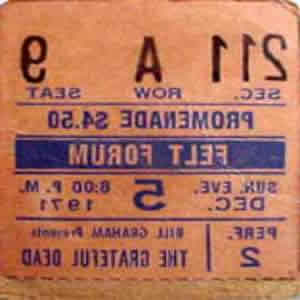 211 A 9
SEC. ROW SEAT
PROMENADE $4.50
FELT FORUM
SUN. EVE. 5 8:00 P. M.
DEC. 1971
PERF. BILL GRAHAM Presents
2 THE GRATEFUL DEAD